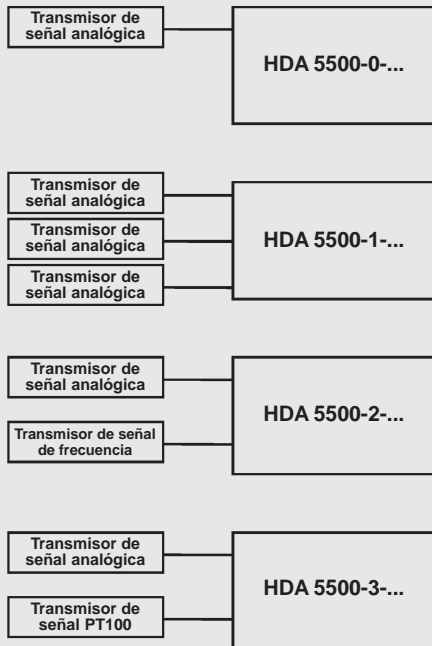 Transmisor de
señal analógica
HDA 5500-0-...
Transmisor de
señal analógica
Transmisor de
señal analógica
Transmisor de
señal analógica
HDA 5500-1-...
Transmisor de
señal analógica
Transmisor de señal
de frecuencia
HDA 5500-2-...
Transmisor de
señal analógica
Transmisor de
señal PT100
HDA 5500-3-...